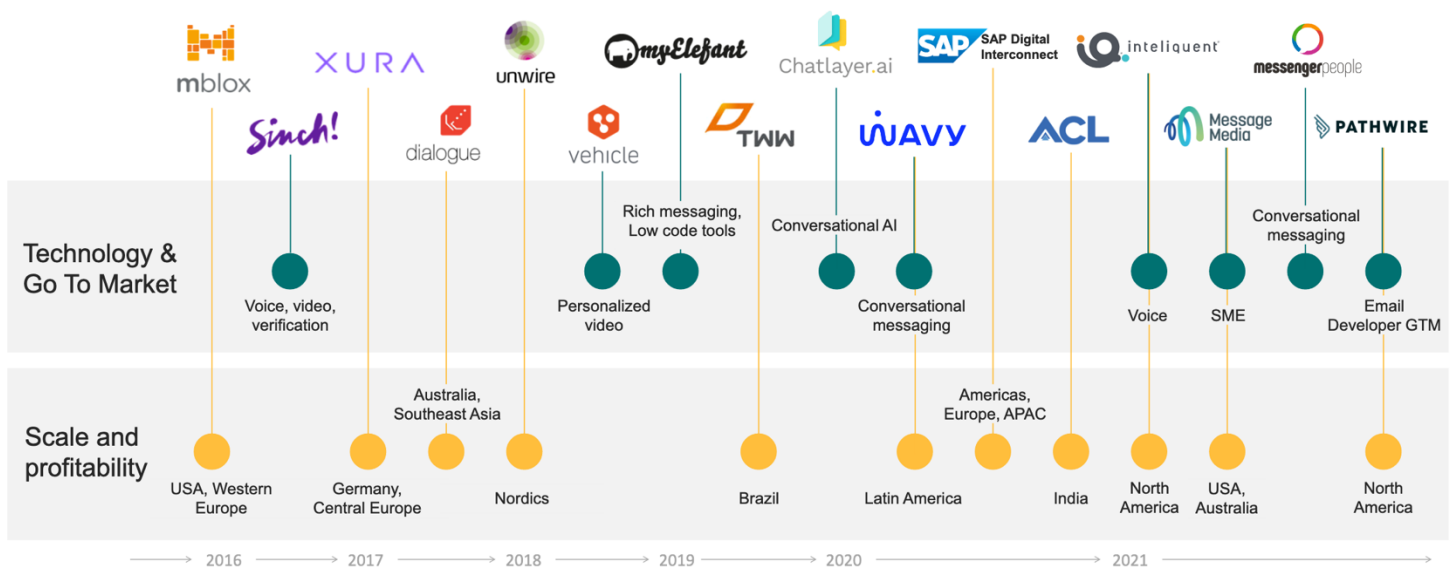 mblox
XURA
unwire
myElefant
Chatlayer.ai
SAP
SAP Digital
Interconnect
inteliquent
messengerpeople
Sinch!
dialogue
vehicle
TWW
WAVY
ACL
Message
Media
PATHWIRE
Technology &
Go To Market
Voice, video,
verification
Personalized
video
Rich messaging,
Low code tools
Conversational AI
Conversational
messaging
Voice
SME
Conversational
messaging
Email
Developer GTM
Scale and
profitability
USA, Western
Europe
Germany,
Central Europe
Australia,
Southeast Asia
Nordics
Brazil
Latin America
Americas,
Europe, APAC
India
North
America
USA,
Australia
North
America
2016
2017
2018
2019
2020
2021